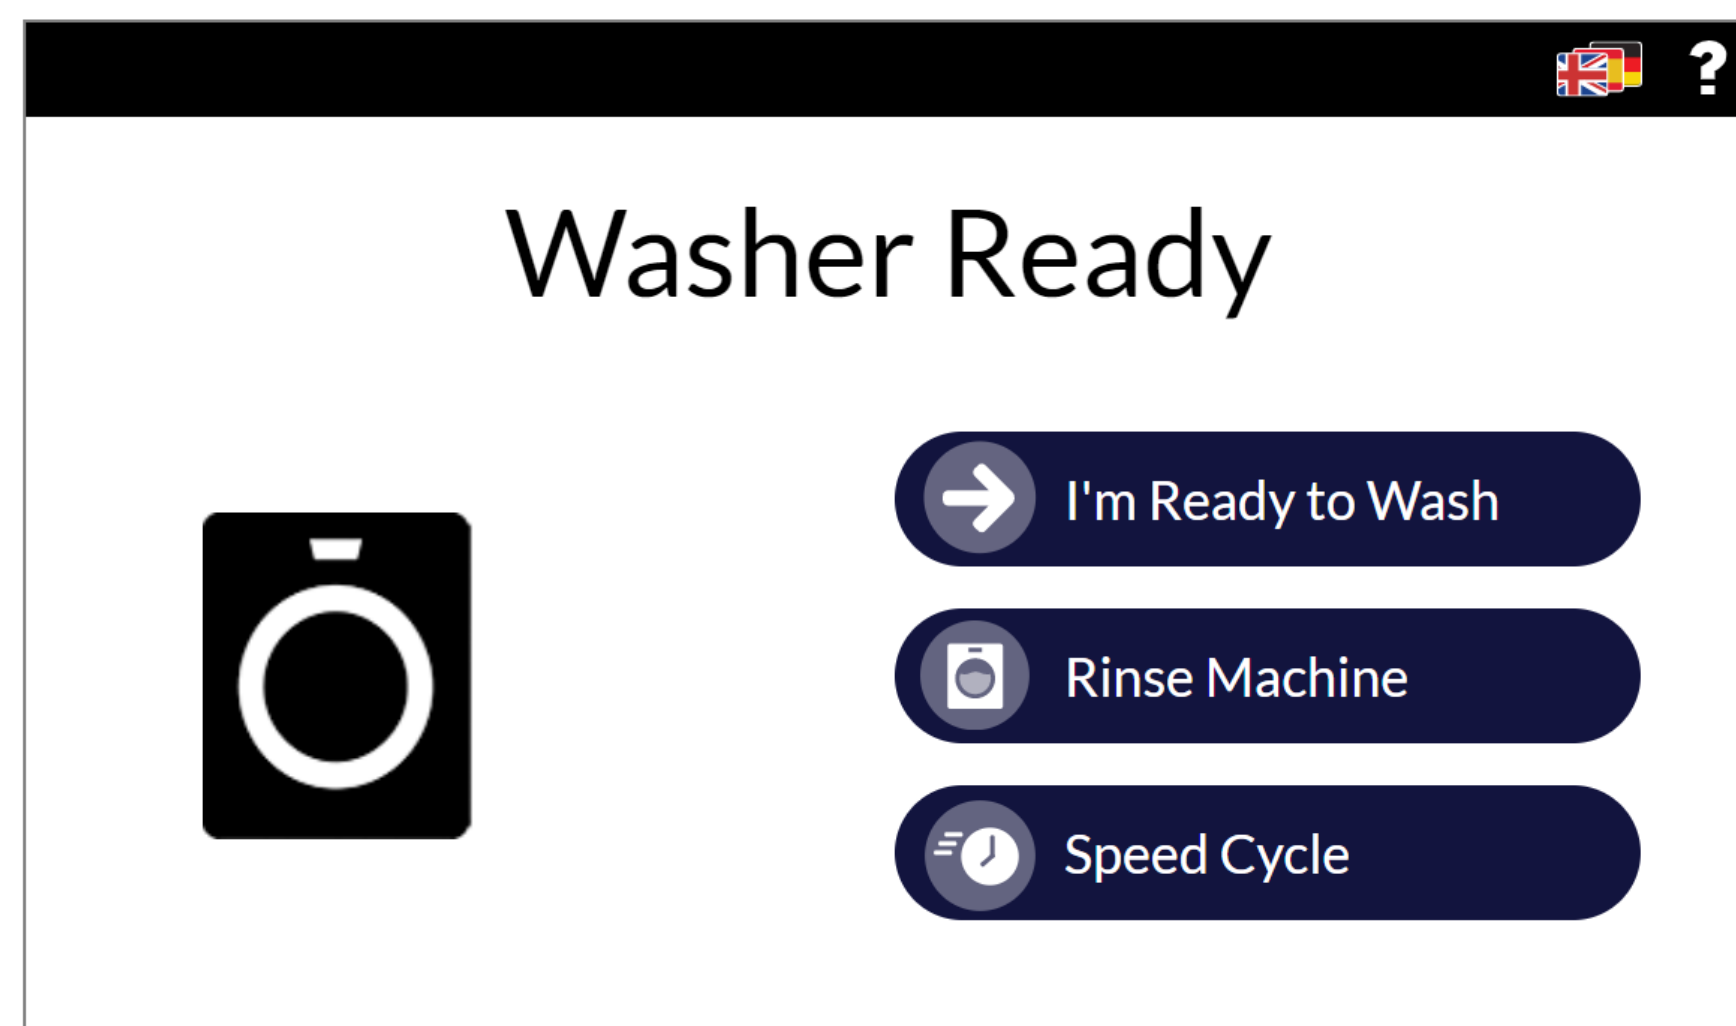 ?
Washer Ready
I'm Ready to Wash
Rinse Machine
Speed Cycle